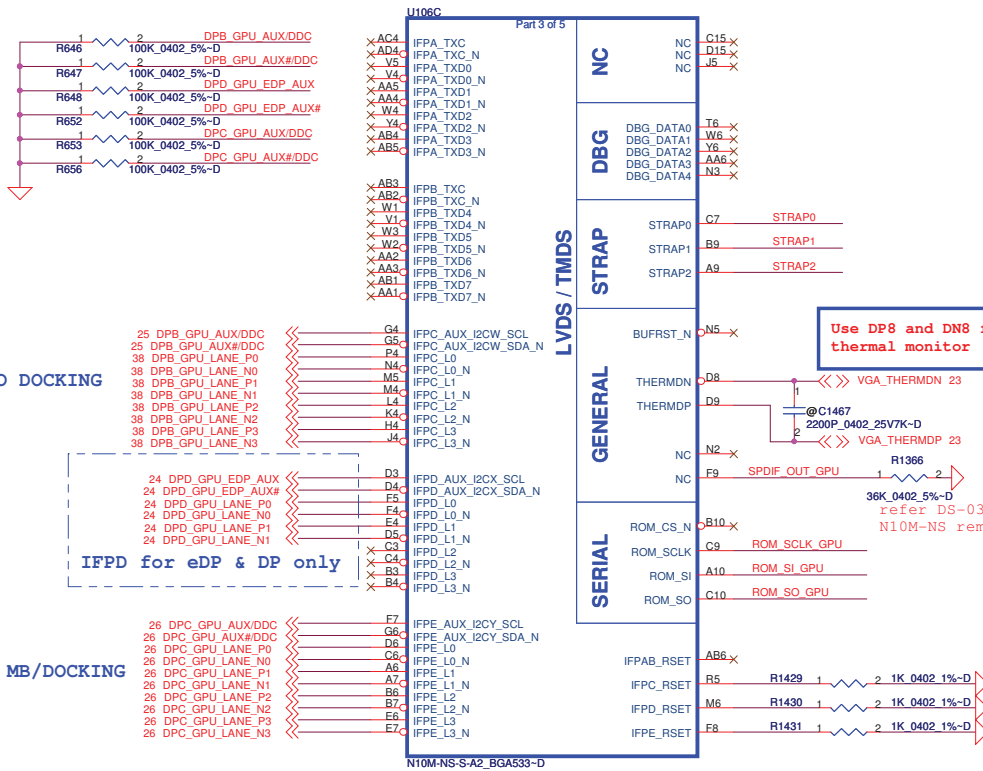 U106C
Part 3 of 5
1 2 DPB_GPU_AUX/DDC
R646 100K_0402_5%~D
1 2 DPB_GPU_AUX#/DDC
R647 100K_0402_5%~D
1 2 DPD_GPU_EDP_AUX
R648 100K_0402_5%~D
1 2 DPD_GPU_EDP_AUX#
R652 100K_0402_5%~D
1 2 DPC_GPU_AUX/DDC
R653 100K_0402_5%~D
1 2 DPC_GPU_AUX#/DDC
R656 100K_0402_5%~D
AC4 IFPA_TXC
AD4 IFPA_TXC_N
V5 IFPA_TXD0
V4 IFPA_TXD0_N
AA5 IFPA_TXD1
AA4 IFPA_TXD1_N
W4 IFPA_TXD2
Y4 IFPA_TXD2_N
AB4 IFPA_TXD3
AB5 IFPA_TXD3_N
AB3 IFPB_TXC
AB2 IFPB_TXC_N
W1 IFPB_TXD4
V1 IFPB_TXD4_N
W3 IFPB_TXD5
W2 IFPB_TXD5_N
AA2 IFPB_TXD6
AA3 IFPB_TXD6_N
AB1 IFPB_TXD7
AA1 IFPB_TXD7_N
25 DPB_GPU_AUX/DDC G4 IFPC_AUX_I2CW_SCL
25 DPB_GPU_AUX#/DDC G5 IFPC_AUX_I2CW_SDA_N
38 DPB_GPU_LANE_P0 P4 IFPC_L0
38 DPB_GPU_LANE_N0 N4 IFPC_L0_N
38 DPB_GPU_LANE_P1 M5 IFPC_L1
38 DPB_GPU_LANE_N1 M4 IFPC_L1_N
38 DPB_GPU_LANE_P2 L4 IFPC_L2
38 DPB_GPU_LANE_N2 K4 IFPC_L2_N
38 DPB_GPU_LANE_P3 H4 IFPC_L3
38 DPB_GPU_LANE_N3 J4 IFPC_L3_N
DOCKING
24 DPD_GPU_EDP_AUX D3 IFPD_AUX_I2CX_SCL
24 DPD_GPU_EDP_AUX# D4 IFPD_AUX_I2CX_SDA_N
24 DPD_GPU_LANE_P0 F5 IFPD_L0
24 DPD_GPU_LANE_N0 F4 IFPD_L0_N
24 DPD_GPU_LANE_P1 E4 IFPD_L1
24 DPD_GPU_LANE_N1 D5 IFPD_L1_N
C3 IFPD_L2
C4 IFPD_L2_N
B3 IFPD_L3
B4 IFPD_L3_N
IFPD for eDP & DP only
26 DPC_GPU_AUX/DDC F7 IFPE_AUX_I2CY_SCL
26 DPC_GPU_AUX#/DDC G6 IFPE_AUX_I2CY_SDA_N
26 DPC_GPU_LANE_P0 D6 IFPE_L0
26 DPC_GPU_LANE_N0 C6 IFPE_L0_N
26 DPC_GPU_LANE_P1 A6 IFPE_L1
26 DPC_GPU_LANE_N1 A7 IFPE_L1_N
26 DPC_GPU_LANE_P2 B6 IFPE_L2
26 DPC_GPU_LANE_N2 B7 IFPE_L2_N
26 DPC_GPU_LANE_P3 E6 IFPE_L3
26 DPC_GPU_LANE_N3 E7 IFPE_L3_N
MB/DOCKING
LVDS / TMDS
NC
NC C15
NC D15
NC J5
DBG
DBG_DATA0 T6
DBG_DATA1 W6
DBG_DATA2 Y6
DBG_DATA3 AA6
DBG_DATA4 N3
STRAP
STRAP0 C7 STRAP0
STRAP1 B9 STRAP1
STRAP2 A9 STRAP2
GENERAL
BUFRST_N N5
THERMDN D8 VGA_THERMDN 23
THERMDP D9 VGA_THERMDP 23
1
@C1467
2200P_0402_25V7K~D
2
Use DP8 and DN8
thermal monitor
NC N2
NC F9 SPDIF_OUT_GPU
R1366
1 2
36K_0402_5%~D
refer DS-03
N10M-NS rem
SERIAL
ROM_CS_N B10
ROM_SCLK C9 ROM_SCLK_GPU
ROM_SI A10 ROM_SI_GPU
ROM_SO C10 ROM_SO_GPU
IFPAB_RSET AB6
IFPC_RSET R5 R1429 1 2 1K_0402_1%~D
IFPD_RSET M6 R1430 1 2 1K_0402_1%~D
IFPE_RSET F8 R1431 1 2 1K_0402_1%~D
N10M-NS-S-A2_BGA533~D